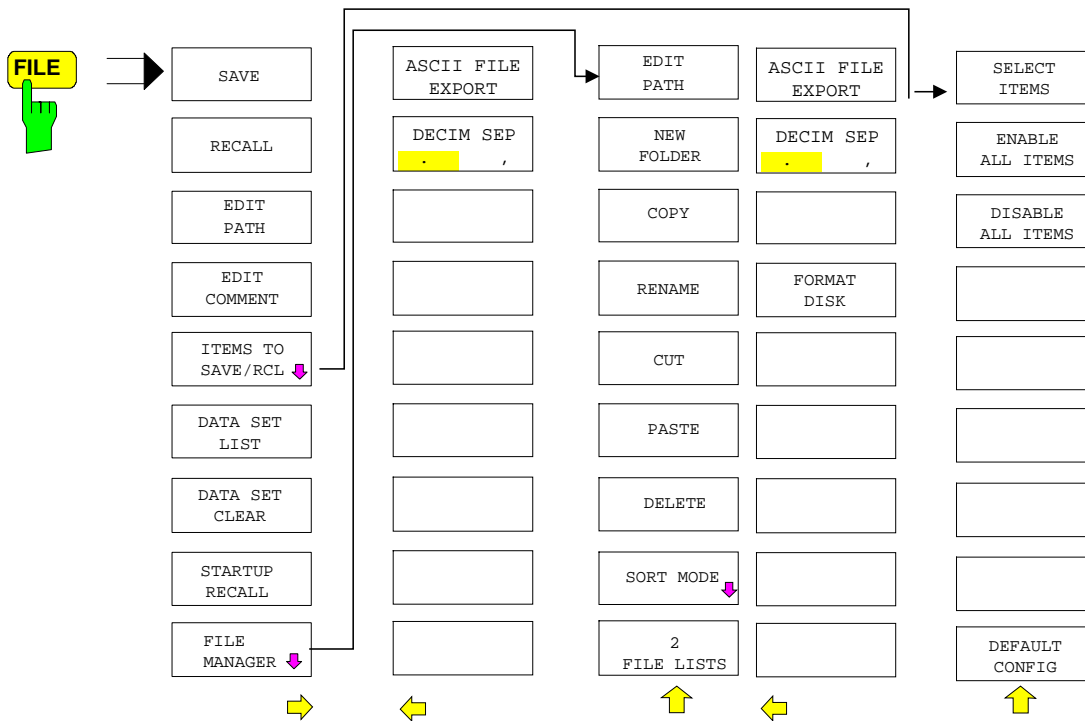 FILE
SAVE
RECALL
EDIT
PATH
EDIT
COMMENT
ITEMS TO
SAVE/RCL
DATA SET
LIST
DATA SET
CLEAR
STARTUP
RECALL
FILE
MANAGER
ASCII FILE
EXPORT
DECIM SEP
. ,
EDIT
PATH
NEW
FOLDER
COPY
RENAME
CUT
PASTE
DELETE
SORT MODE
2
FILE LISTS
ASCII FILE
EXPORT
DECIM SEP
. ,
FORMAT
DISK
SELECT
ITEMS
ENABLE
ALL ITEMS
DISABLE
ALL ITEMS
DEFAULT
CONFIG